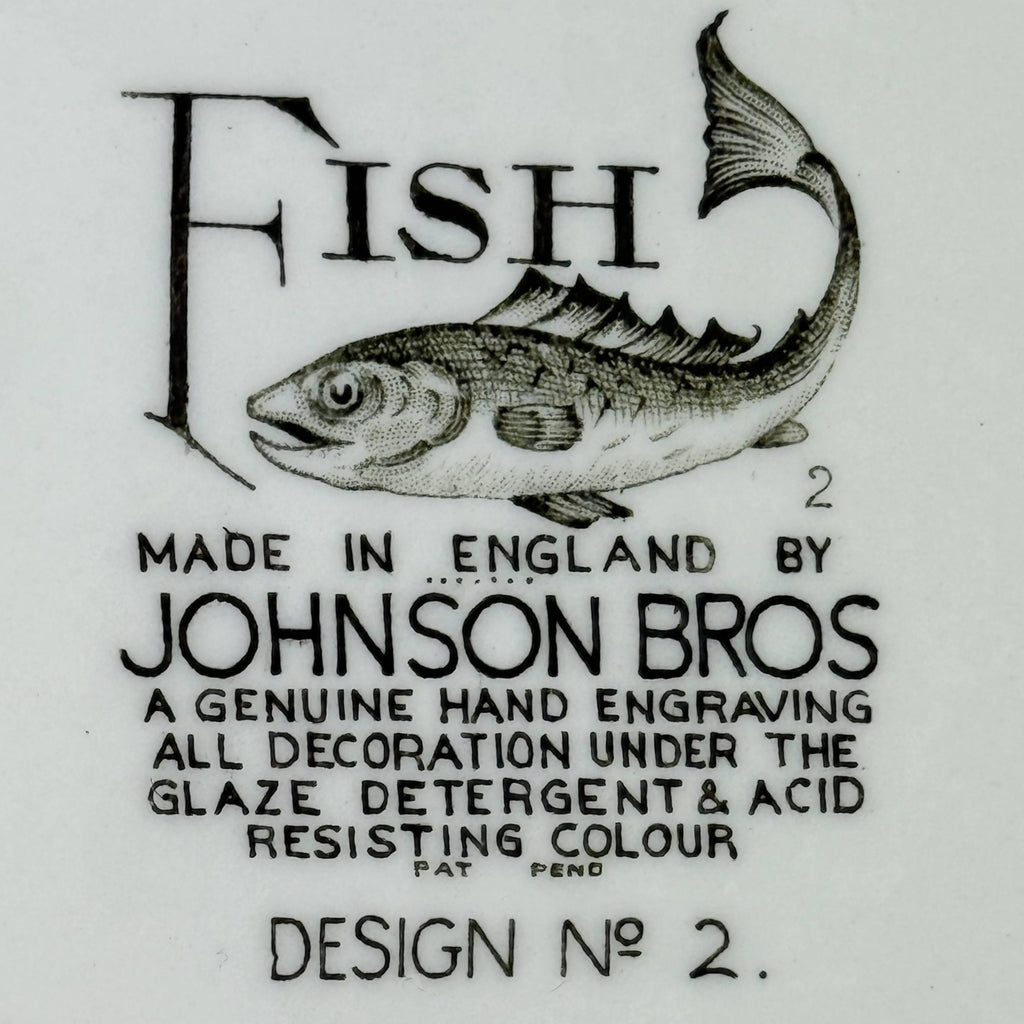 FISH
2
MADE IN ENGLAND BY
JOHNSON BROS
A GENUINE HAND ENGRAVING
ALL DECORATION UNDER THE
GLAZE DETERGENT & ACID
RESISTING COLOUR
PAT PEND
DESIGN Nº 2.